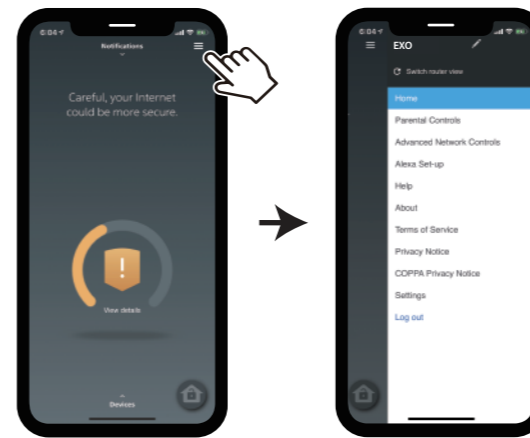 6:04
Notifications
Careful, your Internet
could be more secure.
!
View details
Devices
6:04
EXO
Switch router view
Home
Parental Controls
Advanced Network Controls
Alexa Set-up
Help
About
Terms of Service
Privacy Notice
COPPA Privacy Notice
Settings
Log out